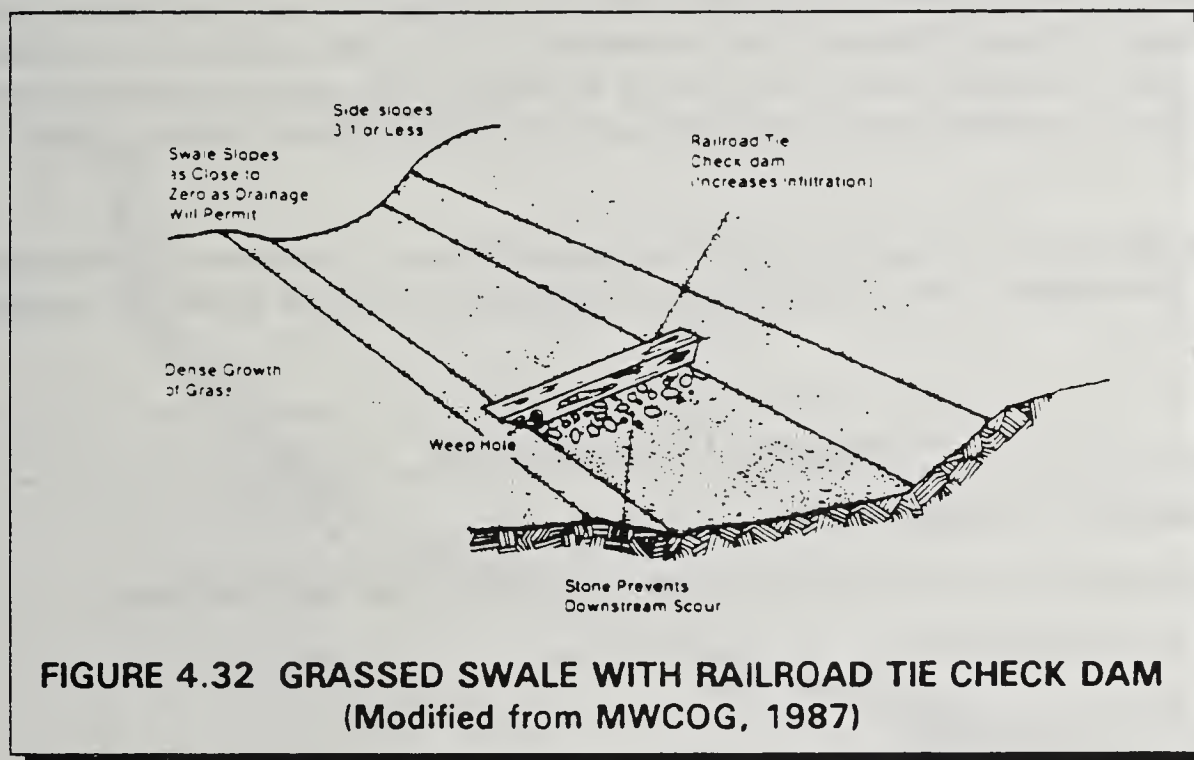 Side slopes
3:1 or Less
Swale Slopes
as Close to
Zero as Drainage
Will Permit
Railroad Tie
Check dam
(Increases Infiltration)
Dense Growth
of Grass
Weep Hole
Stone Prevents
Downstream Scour
FIGURE 4.32 GRASSED SWALE WITH RAILROAD TIE CHECK DAM
(Modified from MWCOG, 1987)